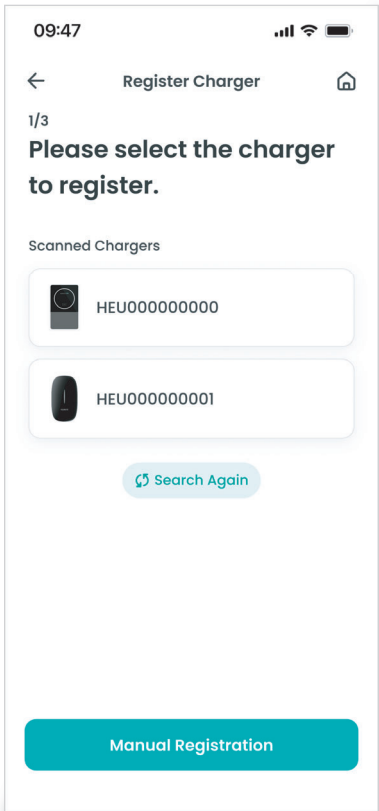 09:47
Register Charger
1/3
Please select the charger
to register.
Scanned Chargers
HEU000000000
HEU000000001
Search Again
Manual Registration